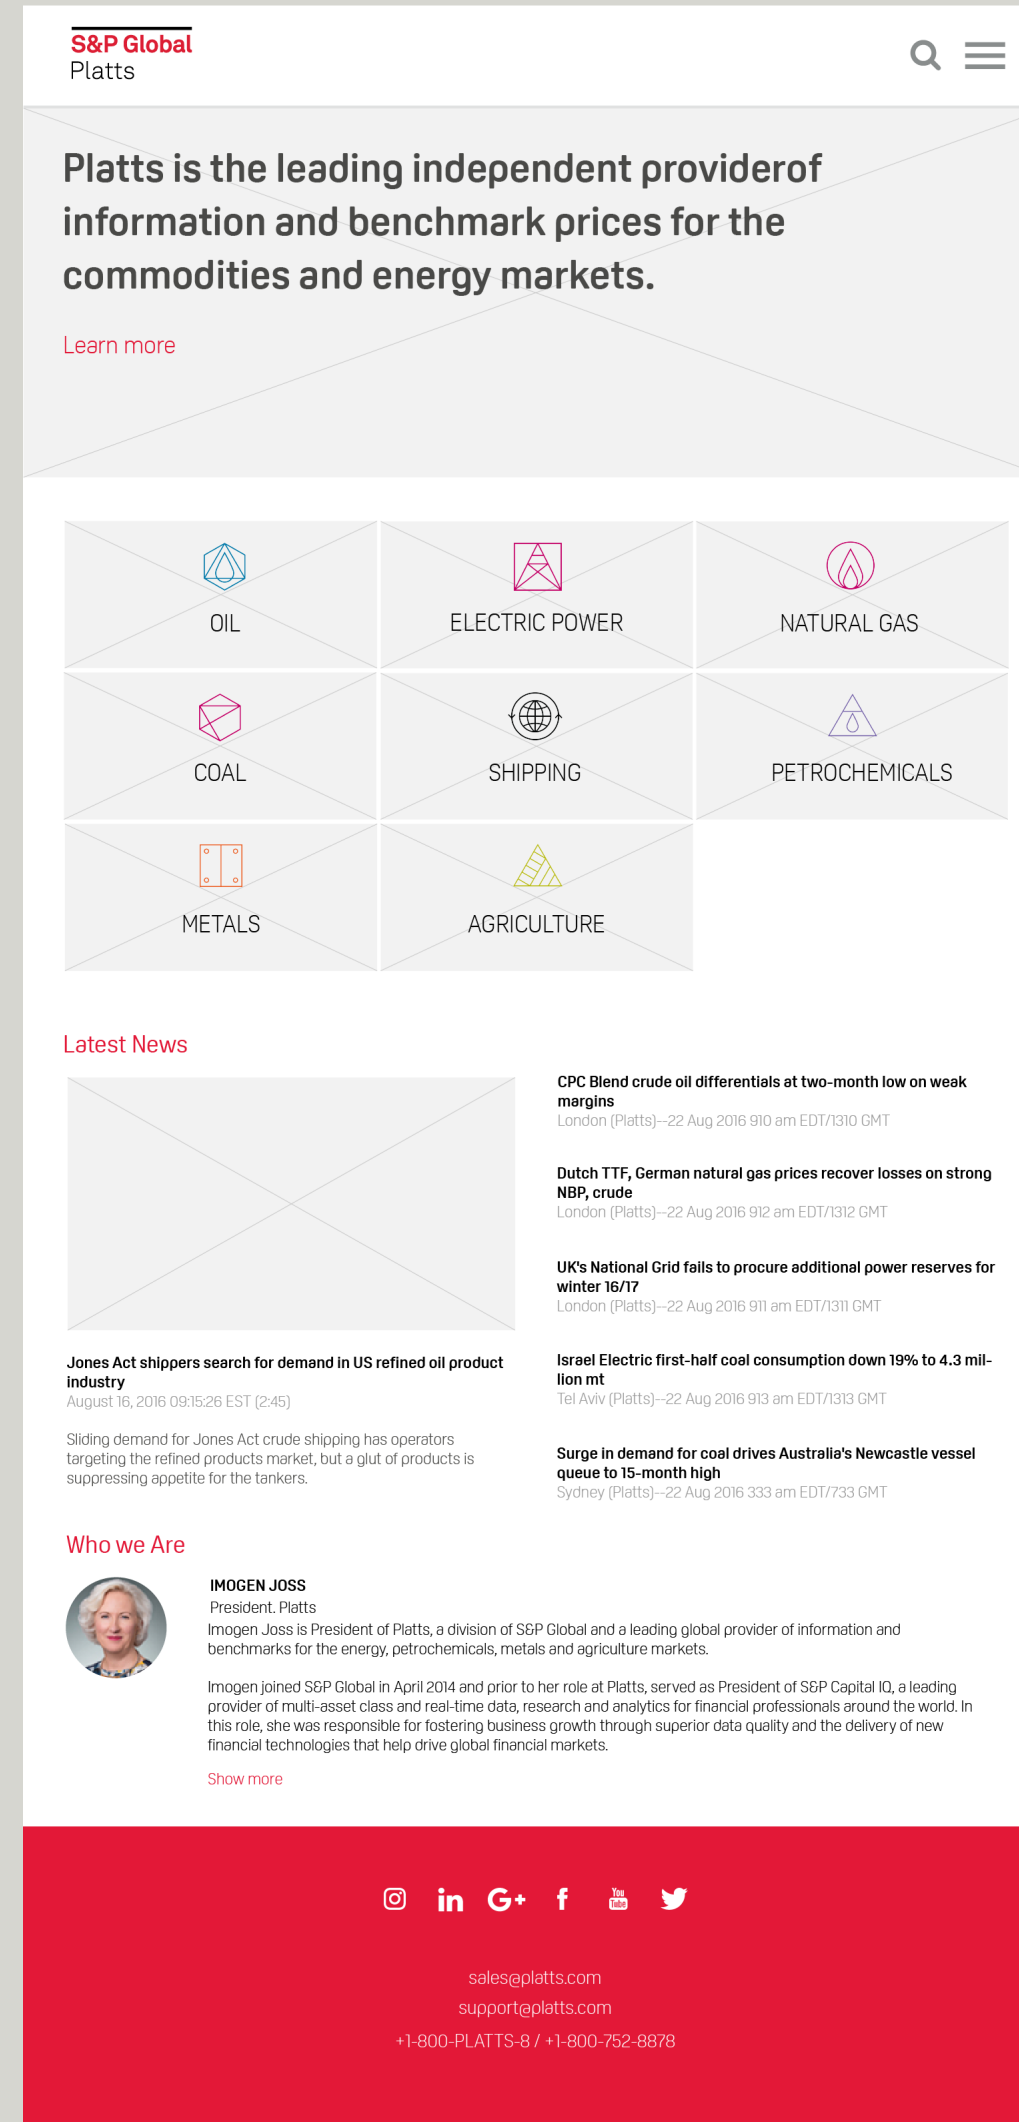 S&P Global
Platts
Platts is the leading independent providerof
information and benchmark prices for the
commodities and energy markets.
Learn more
OIL
ELECTRIC POWER
NATURAL GAS
COAL
SHIPPING
PETROCHEMICALS
METALS
AGRICULTURE
Latest News
Jones Act shippers search for demand in US refined oil product
industry
August 16, 2016 09:15:26 EST (2:45)
Sliding demand for Jones Act crude shipping has operators
targeting the refined products market, but a glut of products is
suppressing appetite for the tankers.
CPC Blend crude oil differentials at two-month low on weak
margins
London (Platts)--22 Aug 2016 910 am EDT/1310 GMT
Dutch TTF, German natural gas prices recover losses on strong
NBP, crude
London (Platts)--22 Aug 2016 912 am EDT/1312 GMT
UK's National Grid fails to procure additional power reserves for
winter 16/17
London (Platts)--22 Aug 2016 911 am EDT/1311 GMT
Israel Electric first-half coal consumption down 19% to 4.3 mil-
lion mt
Tel Aviv (Platts)--22 Aug 2016 913 am EDT/1313 GMT
Surge in demand for coal drives Australia's Newcastle vessel
queue to 15-month high
Sydney (Platts)--22 Aug 2016 333 am EDT/733 GMT
Who we Are
IMOGEN JOSS
President. Platts
Imogen Joss is President of Platts, a division of S&P Global and a leading global provider of information and
benchmarks for the energy, petrochemicals, metals and agriculture markets.
Imogen joined S&P Global in April 2014 and prior to her role at Platts, served as President of S&P Capital IQ, a leading
provider of multi-asset class and real-time data, research and analytics for financial professionals around the world. In
this role, she was responsible for fostering business growth through superior data quality and the delivery of new
financial technologies that help drive global financial markets.
Show more
in G+ f You Tube
sales@platts.com
support@platts.com
+1-800-PLATTS-8 / +1-800-752-8878